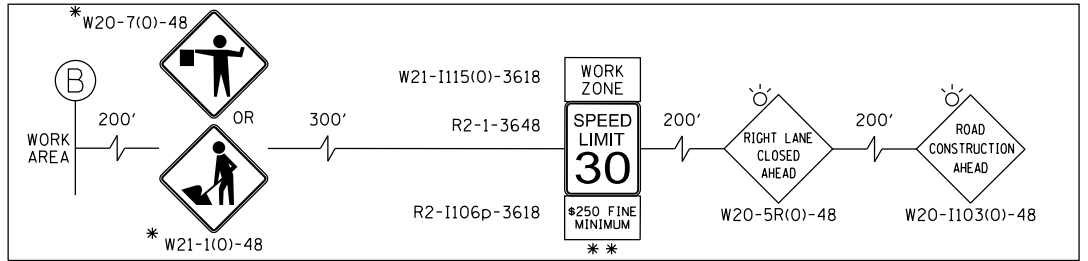 * W20-7(O)-48
B
WORK
AREA
200'
OR
* W21-1(O)-48
300'
W21-I115(O)-3618
R2-1-3648
R2-I106p-3618
WORK
ZONE
SPEED
LIMIT
30
$250 FINE
MINIMUM
* *
200'
RIGHT LANE
CLOSED
AHEAD
W20-5R(O)-48
200'
ROAD
CONSTRUCTION
AHEAD
W20-I103(O)-48